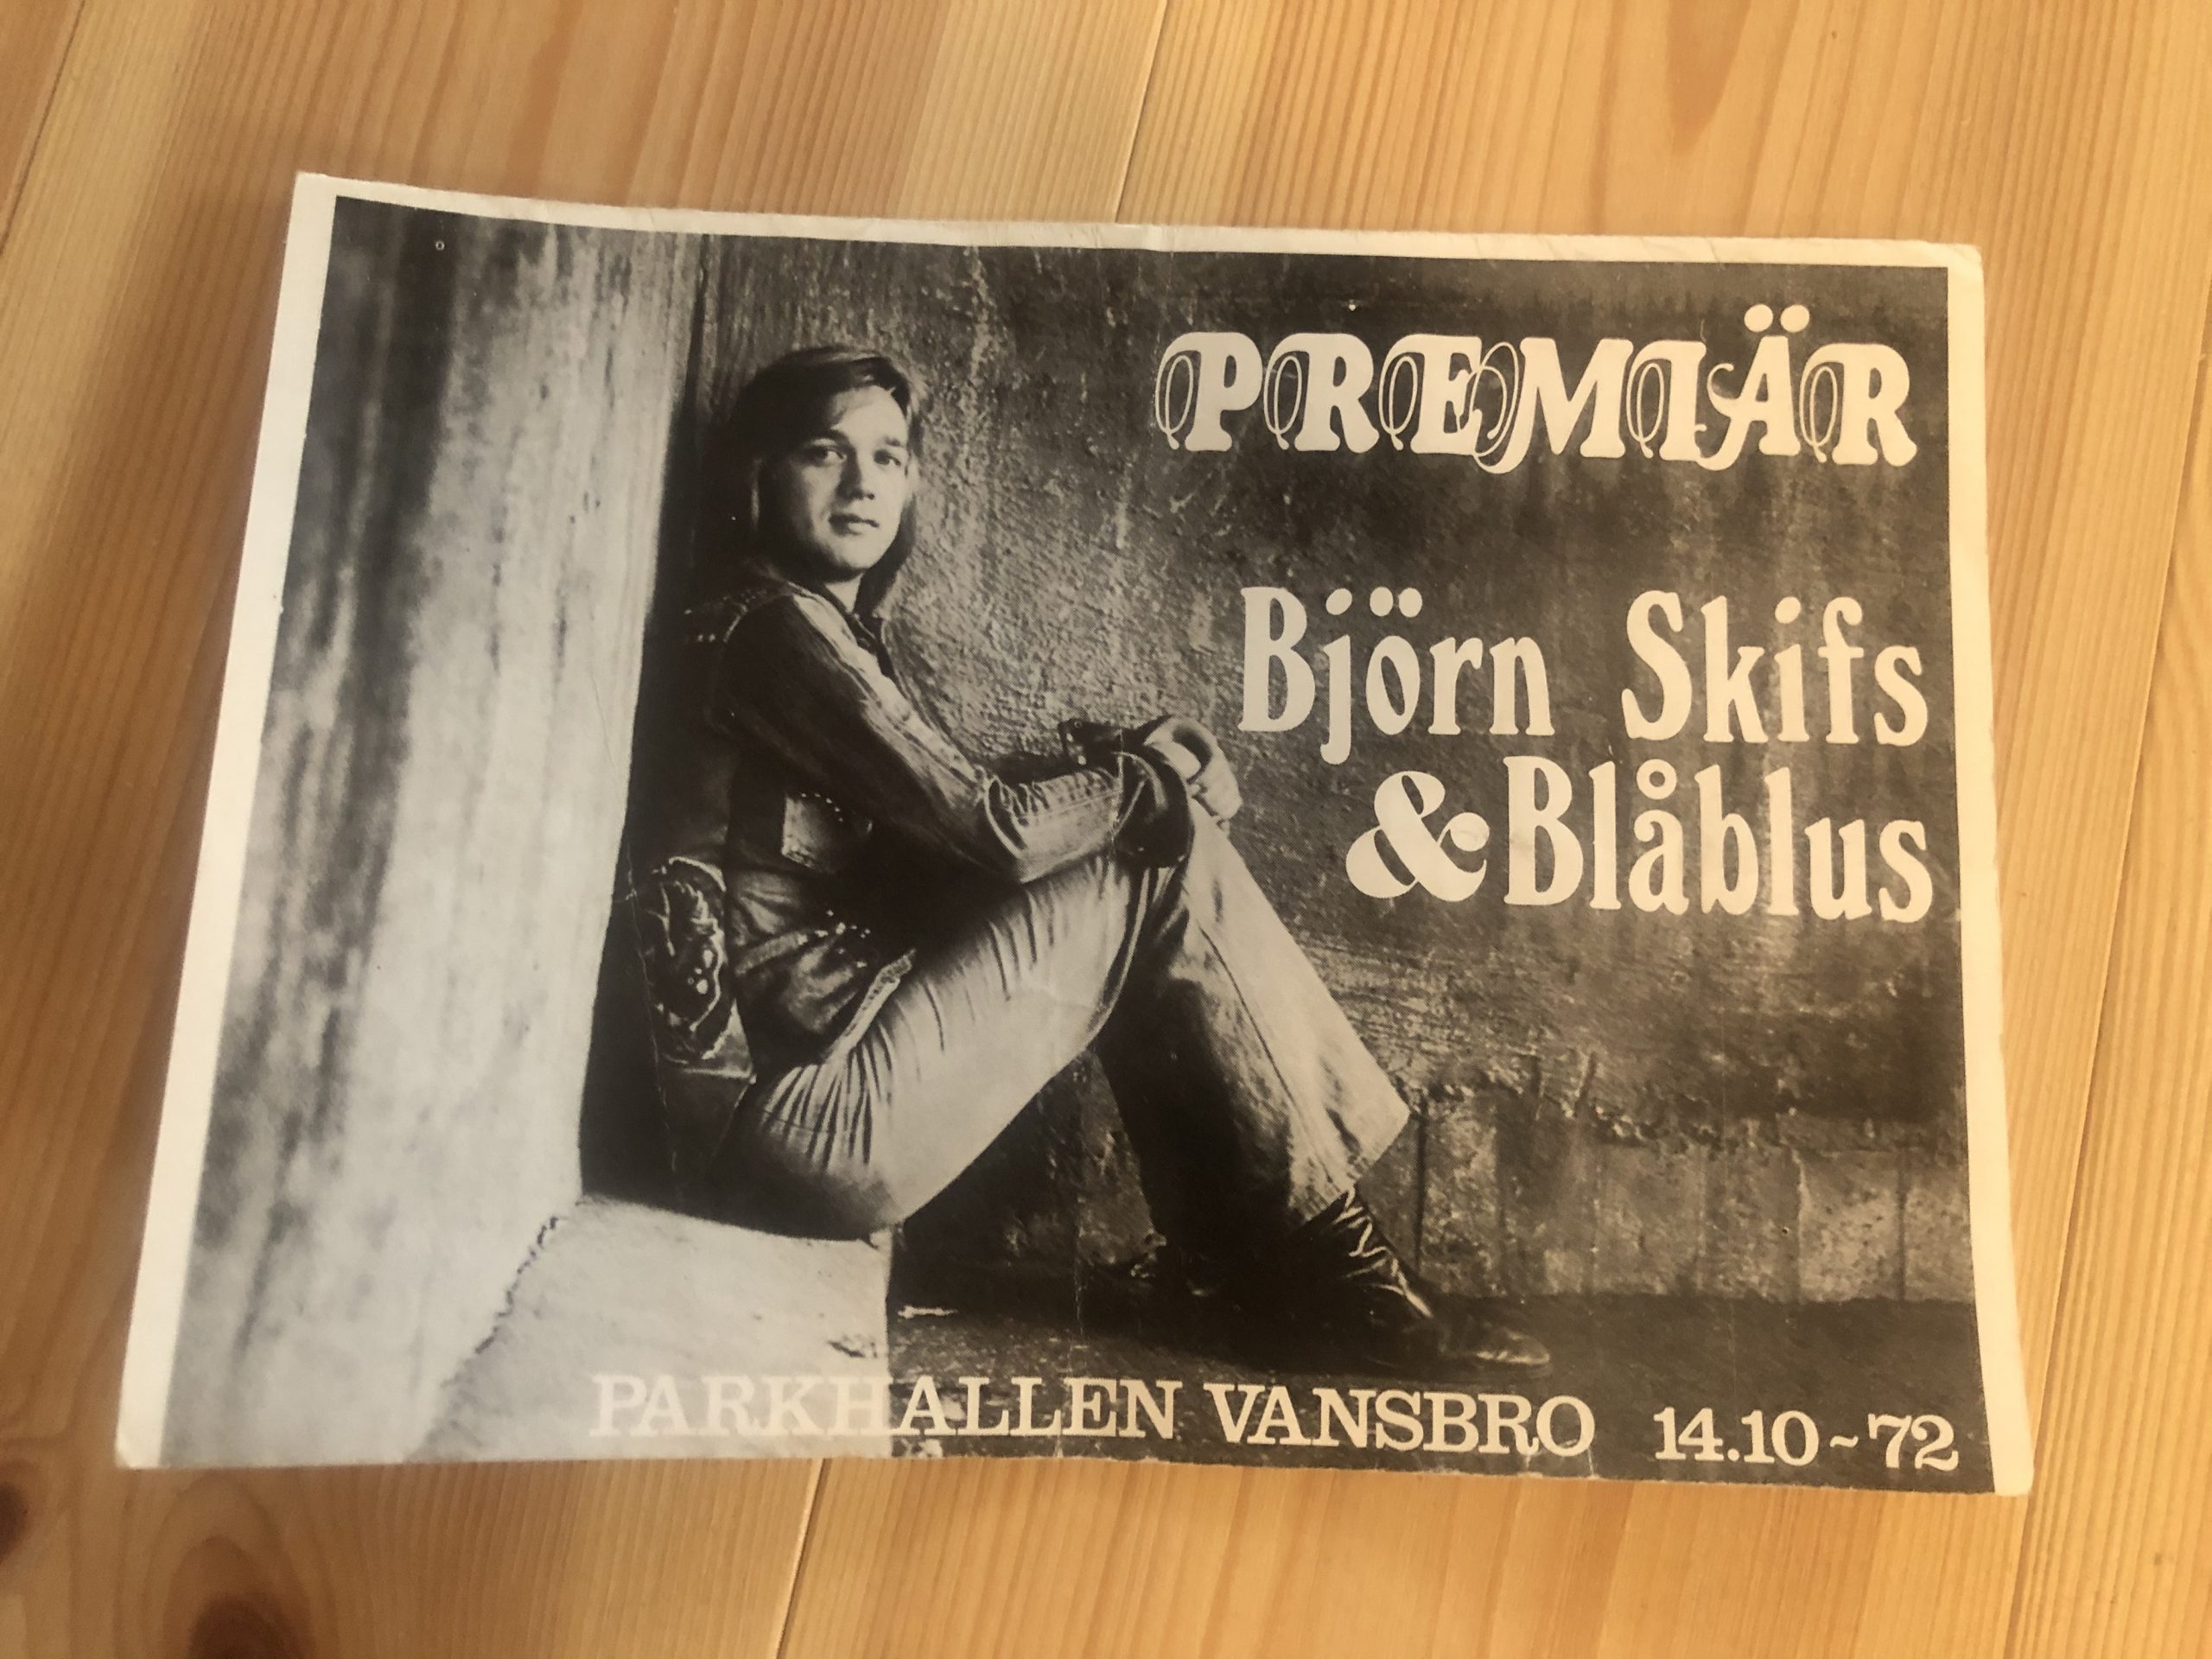 PREMIÄR
Björn Skifs
& Blåblus
PARKHALLEN VANSBRO 14.10-72